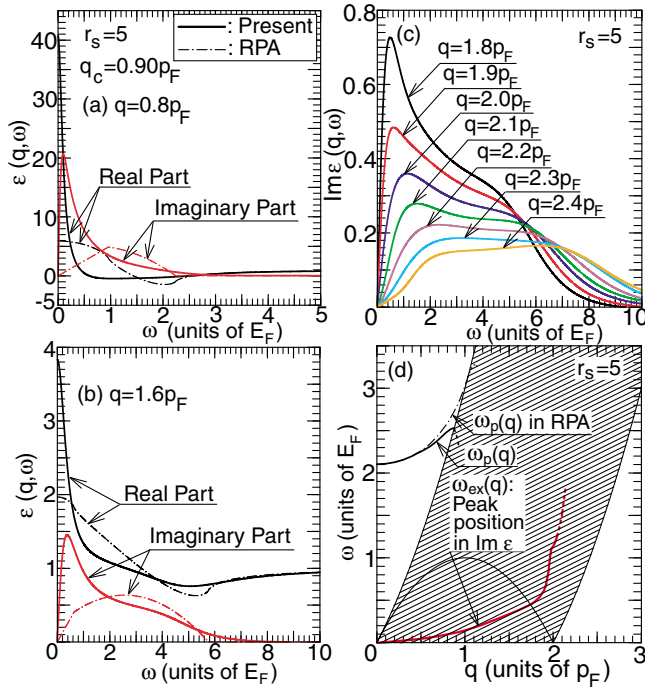 r_s=5
: Present
: RPA
q_c=0.90p_F
(a) q=0.8p_F
Real Part
Imaginary Part
ε (q,ω)
45
40
30
20
10
0
-5
0 1 2 3 4 5
ω (units of E_F)
(b) q=1.6p_F
Real Part
Imaginary Part
ε (q,ω)
4
3
2
1
0
0 2 4 6 8 10
ω (units of E_F)
(c)
r_s=5
q=1.8p_F
q=1.9p_F
q=2.0p_F
q=2.1p_F
q=2.2p_F
q=2.3p_F
q=2.4p_F
Im ε (q,ω)
0.8
0.6
0.4
0.2
0
0 2 4 6 8 10
ω (units of E_F)
(d)
r_s=5
ω_p(q) in RPA
ω_p(q)
ω_ex(q):
Peak
position
in Im ε
ω (units of E_F)
3
2
1
0
0 1 2 3
q (units of p_F)